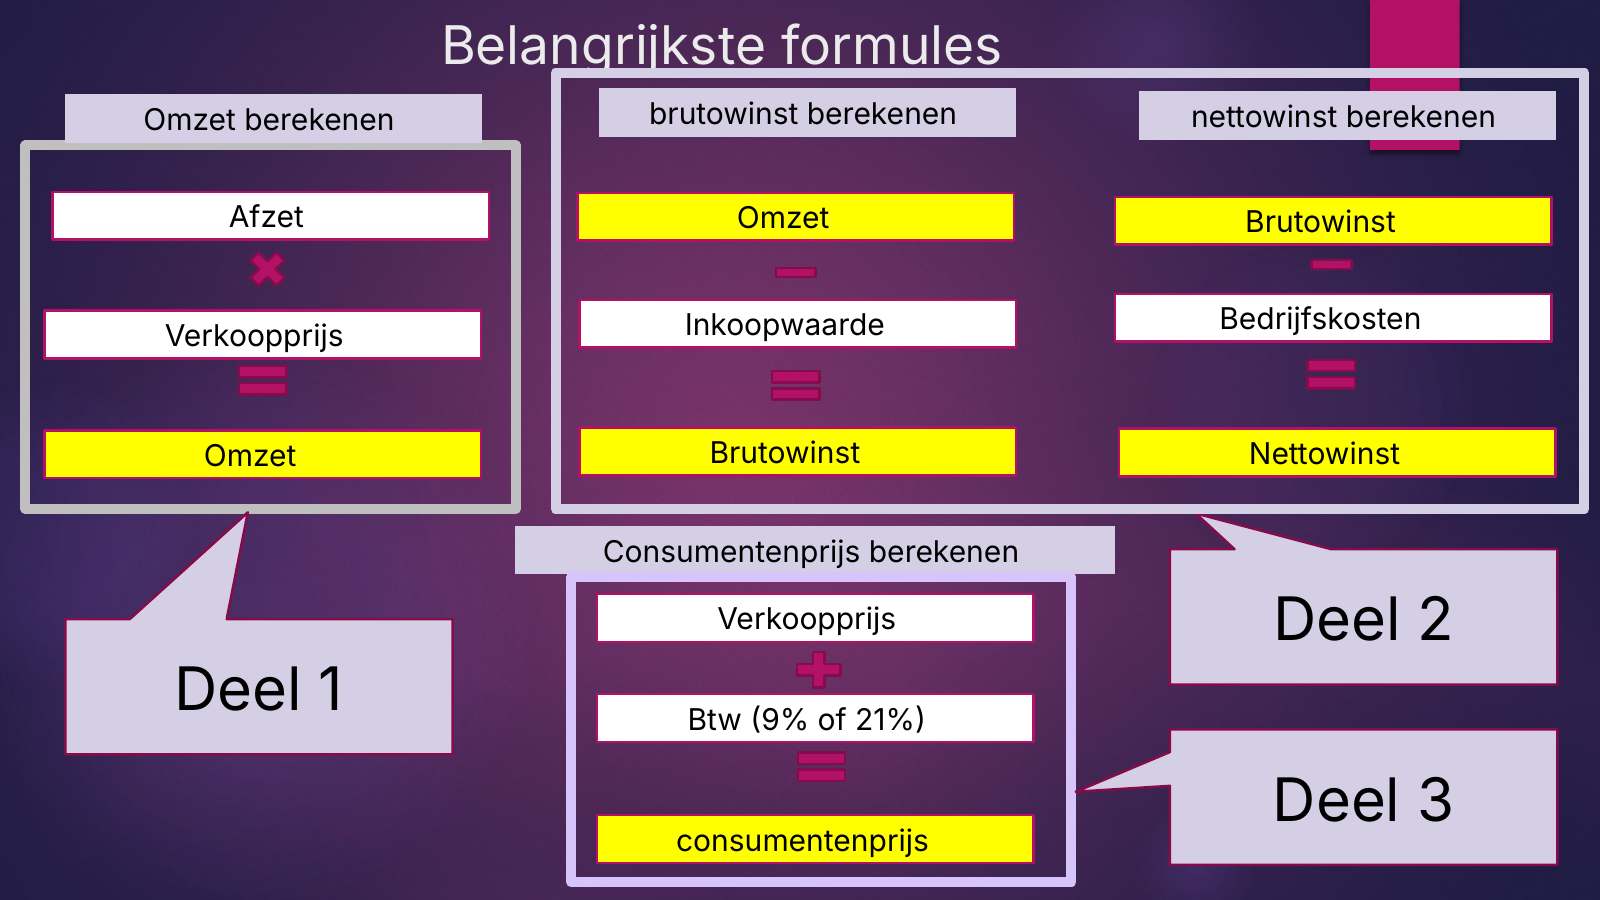 Belangrijkste formules
Omzet berekenen
Afzet
Verkoopprijs
Omzet
brutowinst berekenen
Omzet
Inkoopwaarde
Brutowinst
nettowinst berekenen
Brutowinst
Bedrijfskosten
Nettowinst
Deel 1
Consumentenprijs berekenen
Verkoopprijs
Btw (9% of 21%)
consumentenprijs
Deel 2
Deel 3